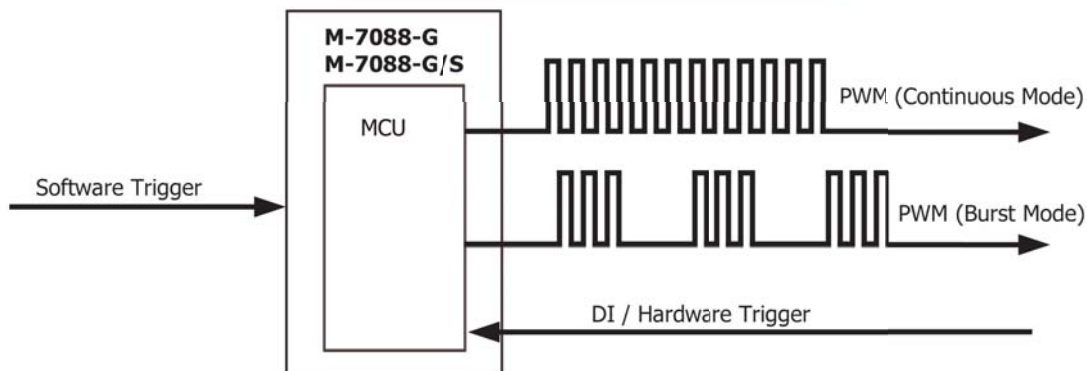 M-7088-G
M-7088-G/S
MCU
PWM (Continuous Mode)
Software Trigger
PWM (Burst Mode)
DI / Hardware Trigger